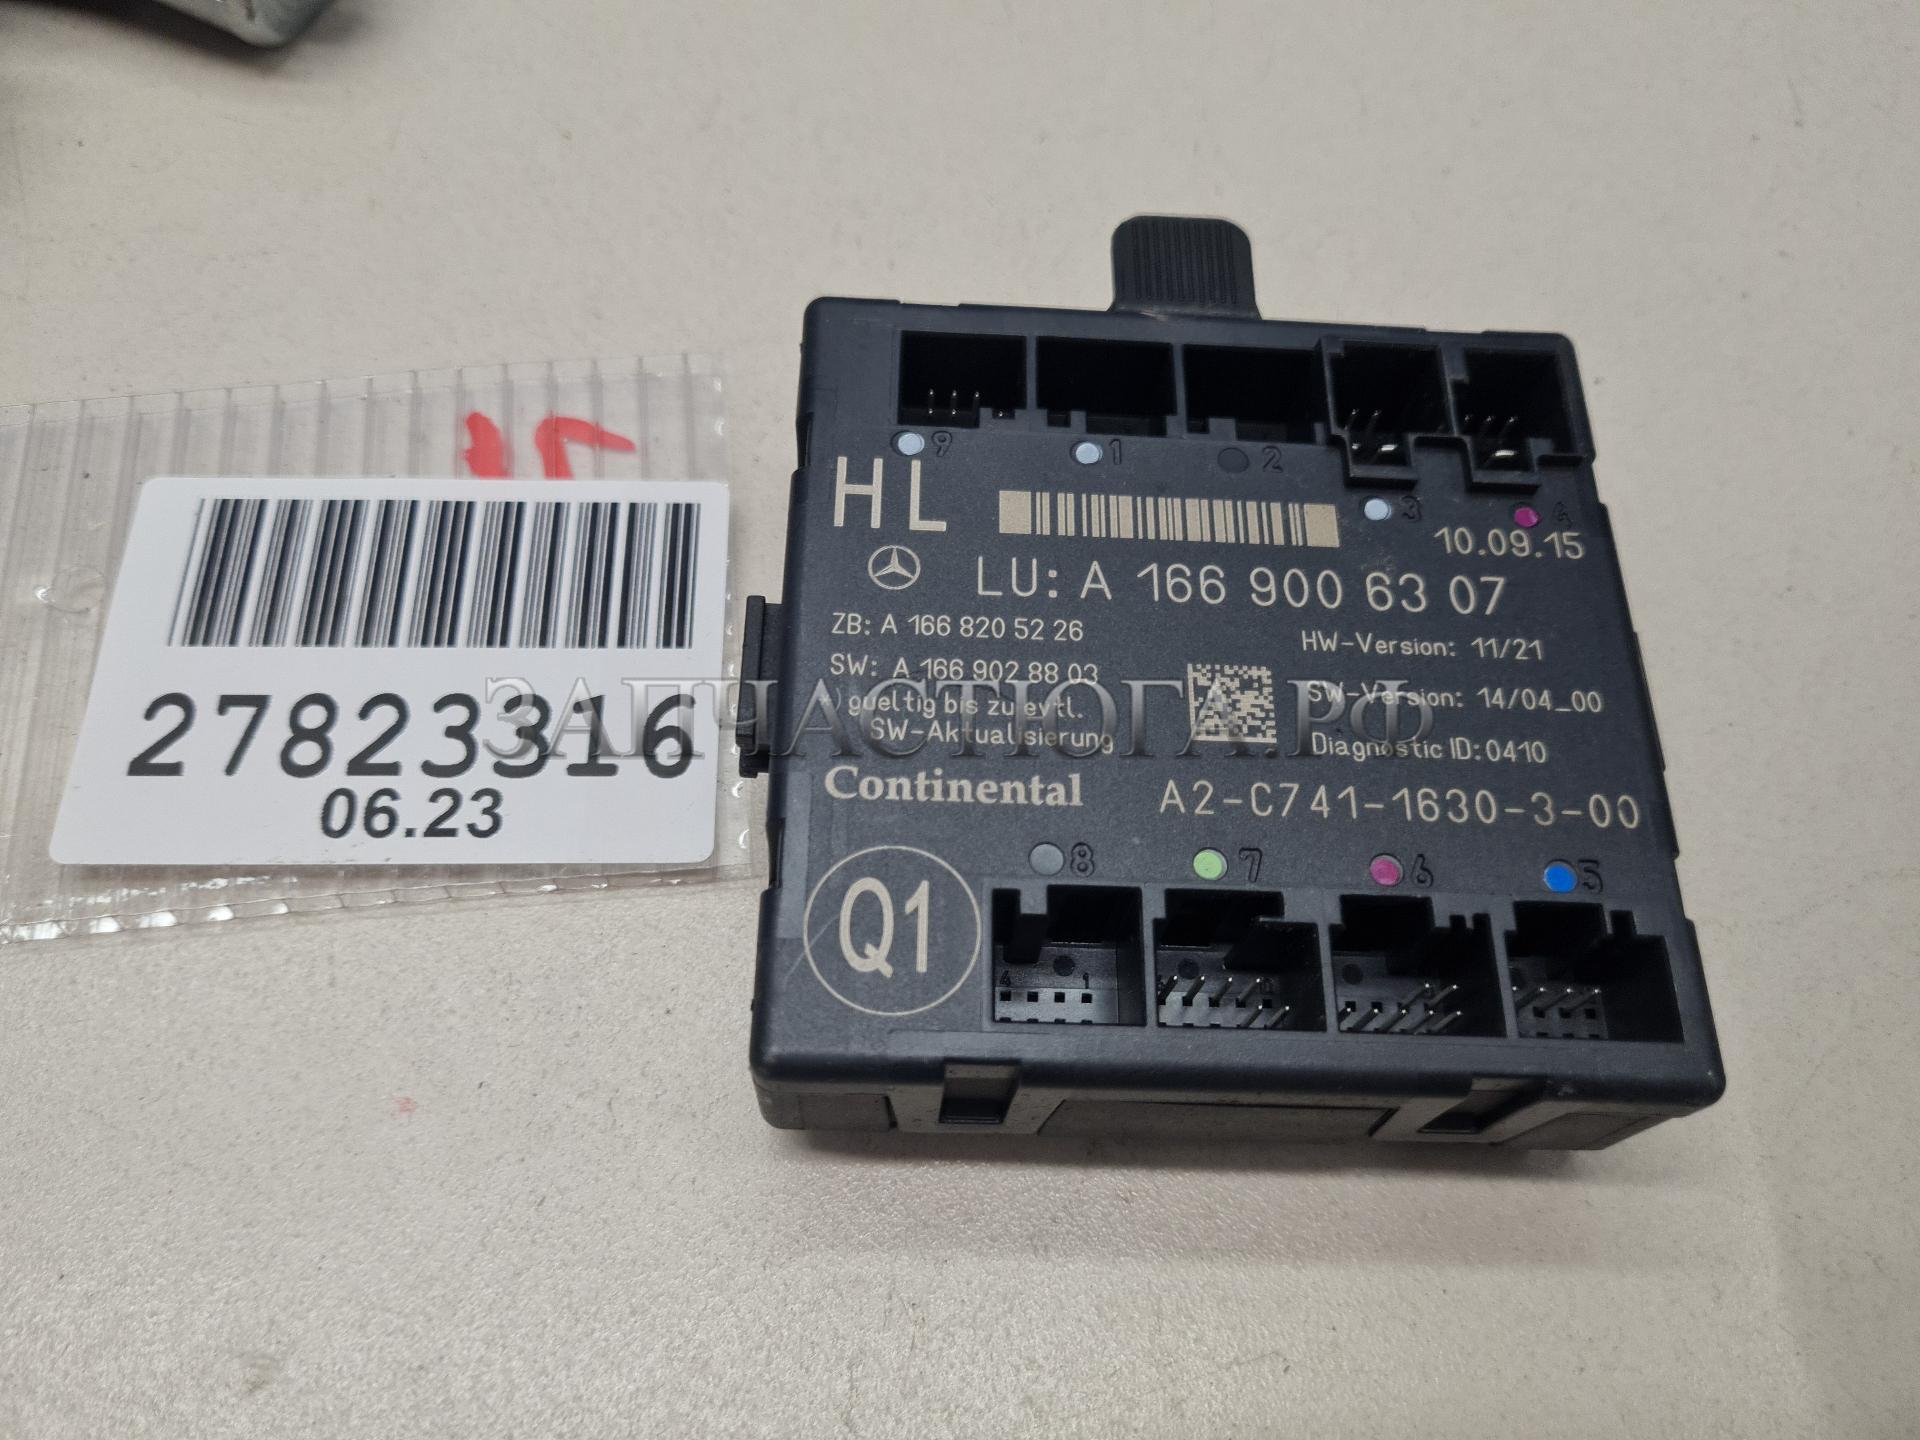 27823316
06.23
9
1
2
3
4
HL
10.09.15
LU: A 166 900 63 07
ZB: A 166 820 52 26
HW-Version: 11/21
SW: A 166 902 88 03
SW-Version: 14/04_00
*) gueltig bis zu evtl.
SW-Aktualisierung
Diagnostic ID: 0410
ЗАПЧАСТЮГА.РФ
Continental
A2-C741-1630-3-00
8
7
6
5
Q1
4 1